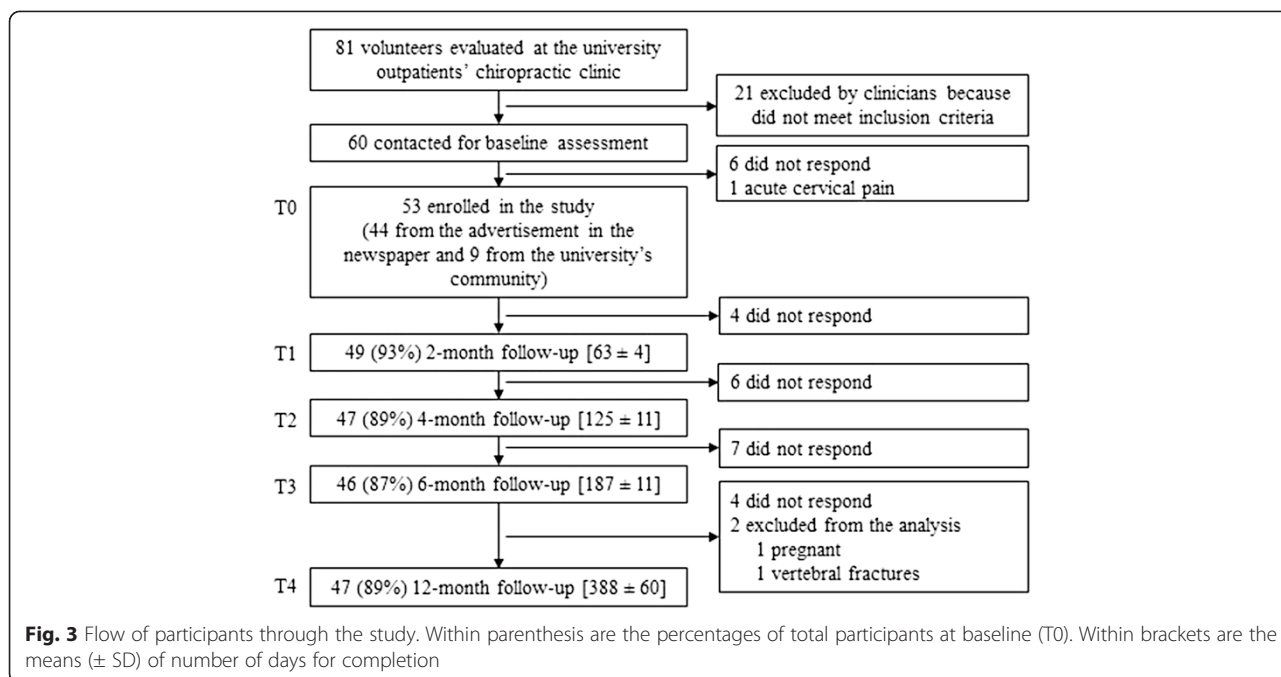 81 volunteers evaluated at the university
outpatients’ chiropractic clinic
21 excluded by clinicians because
did not meet inclusion criteria
60 contacted for baseline assessment
6 did not respond
1 acute cervical pain
T0
53 enrolled in the study
(44 from the advertisement in the
newspaper and 9 from the university’s
community)
4 did not respond
T1
49 (93%) 2-month follow-up [63 ± 4]
6 did not respond
T2
47 (89%) 4-month follow-up [125 ± 11]
7 did not respond
T3
46 (87%) 6-month follow-up [187 ± 11]
4 did not respond
2 excluded from the analysis
1 pregnant
1 vertebral fractures
T4
47 (89%) 12-month follow-up [388 ± 60]
Fig. 3 Flow of participants through the study. Within parenthesis are the percentages of total participants at baseline (T0). Within brackets are the
means (± SD) of number of days for completion